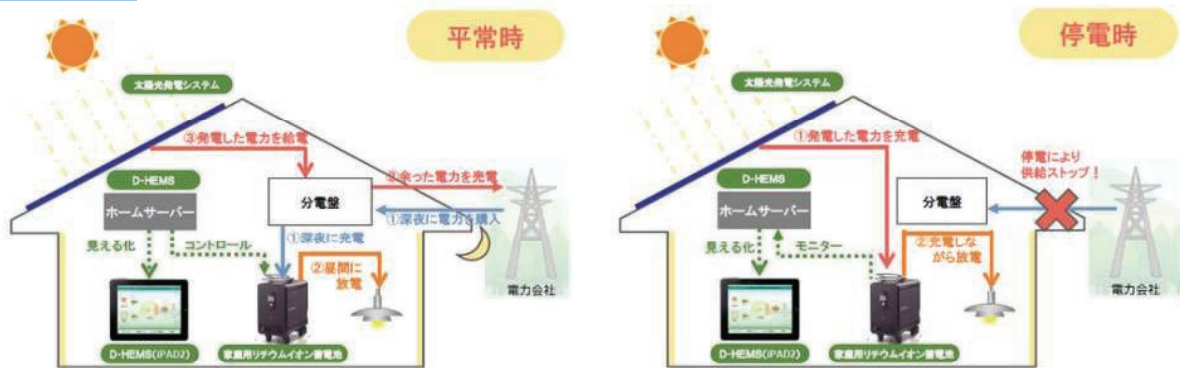 平常時
太陽光発電システム
③発電した電力を給電
D-HEMS
ホームサーバー
分電盤
③余った電力を売電
①深夜に電力を購入
見える化
コントロール
①深夜に充電
②昼間に
放電
電力会社
D-HEMS(iPAD2)
家庭用リチウムイオン蓄電池
停電時
太陽光発電システム
①発電した電力を充電
停電により
供給ストップ！
D-HEMS
ホームサーバー
分電盤
見える化
モニター
②充電しな
がら放電
電力会社
D-HEMS(iPAD2)
家庭用リチウムイオン蓄電池